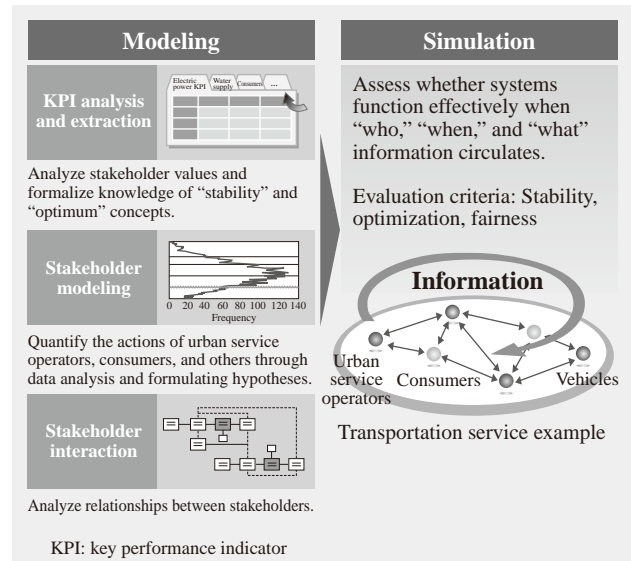 Modeling
KPI analysis
and extraction
Electric
power KPI
Water
supply
Consumers
...
Analyze stakeholder values and
formalize knowledge of “stability” and
“optimum” concepts.
Stakeholder
modeling
0 20 40 60 80 100 120 140
Frequency
Quantify the actions of urban service
operators, consumers, and others through
data analysis and formulating hypotheses.
Stakeholder
interaction
Analyze relationships between stakeholders.
KPI: key performance indicator
Simulation
Assess whether systems
function effectively when
“who,” “when,” and “what”
information circulates.
Evaluation criteria: Stability,
optimization, fairness
Information
Urban
service
operators
Consumers
Vehicles
Transportation service example